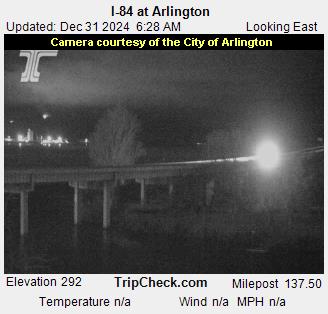 I-84 at Arlington
Updated: Dec 31 2024 6:28 AM Looking East
Camera courtesy of the City of Arlington
Elevation 292 TripCheck.com Milepost 137.50
Temperature n/a Wind n/a MPH n/a